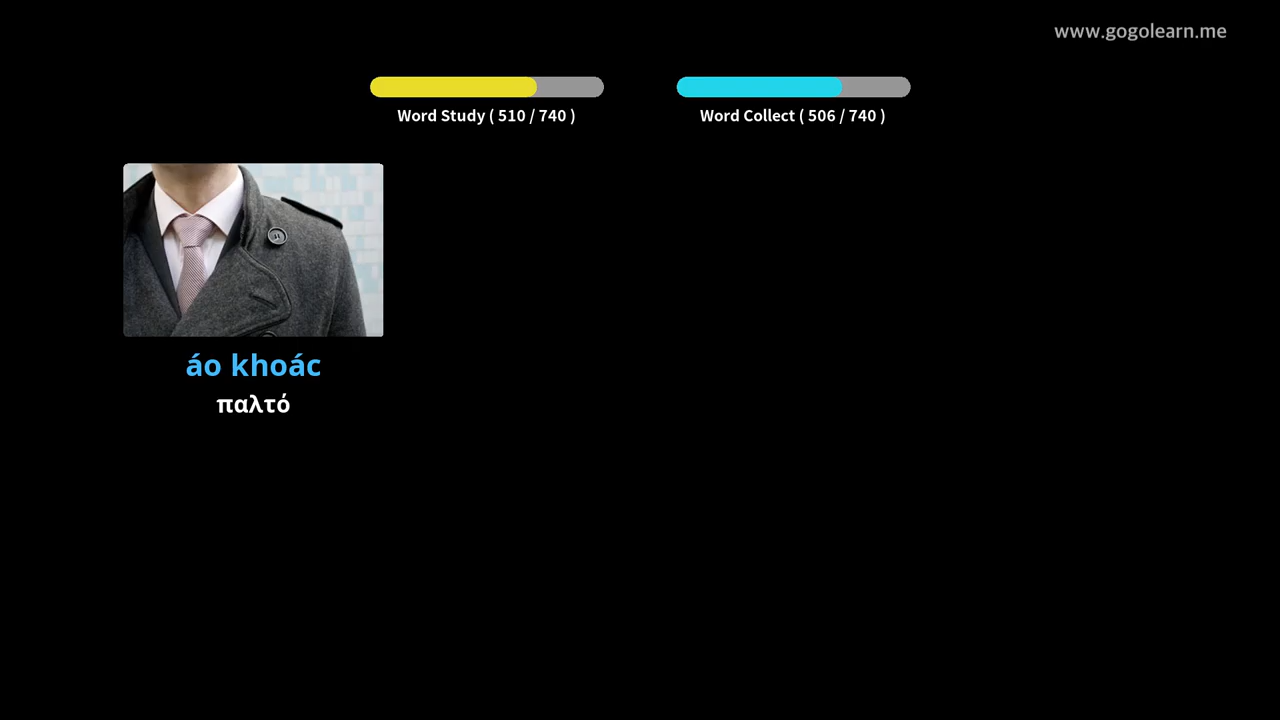 www.gogolearn.me
Word Study ( 510 / 740 )
Word Collect ( 506 / 740 )
áo khoác
παλτό